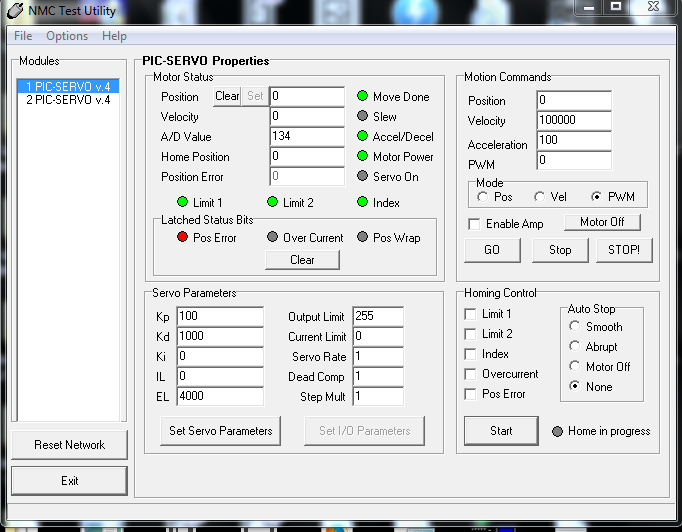 NMC Test Utility
File Options Help
Modules
1 PIC-SERVO v.4
2 PIC-SERVO v.4
Reset Network
Exit
PIC-SERVO Properties
Motor Status
Position Clear Set 0 Move Done
Velocity 0 Slew
A/D Value 134 Accel/Decel
Home Position 0 Motor Power
Position Error 0 Servo On
Limit 1 Limit 2 Index
Latched Status Bits
Pos Error Over Current Pos Wrap
Clear
Motion Commands
Position 0
Velocity 100000
Acceleration 100
PWM 0
Mode
Pos Vel PWM
Enable Amp Motor Off
GO Stop STOP!
Servo Parameters
Kp 100 Output Limit 255
Kd 1000 Current Limit 0
Ki 0 Servo Rate 1
IL 0 Dead Comp 1
EL 4000 Step Mult 1
Set Servo Parameters Set I/O Parameters
Homing Control
Limit 1
Limit 2
Index
Overcurrent
Pos Error
Auto Stop
Smooth
Abrupt
Motor Off
None
Start Home in progress